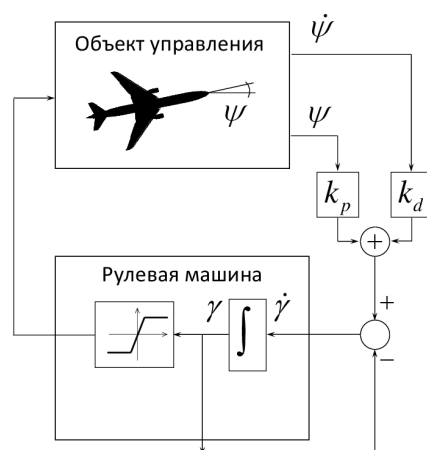 Объект управления
ψ̇
ψ
ψ
k_p
k_d
+
+
Рулевая машина
γ
γ̇
∫
−